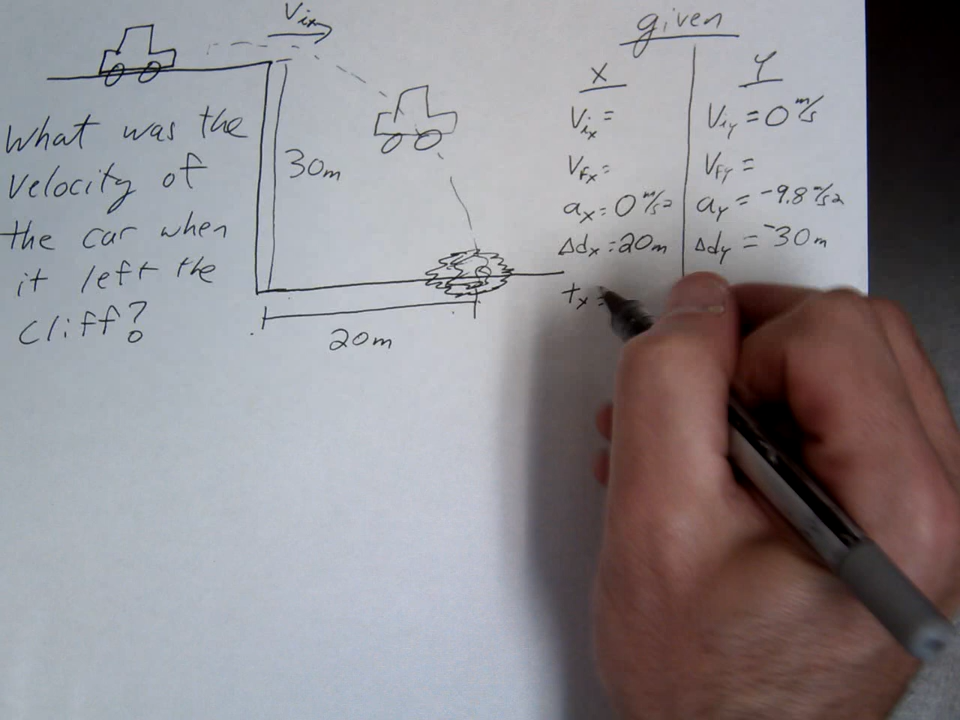 Vix
What was the
velocity of
the car when
it left the
cliff?
30m
20m
given
X
Vix =
Vfx =
ax = 0 m/s²
Δdx = 20m
tx =
Y
Viy = 0 m/s
Vfy =
ay = -9.8 m/s²
Δdy = -30m